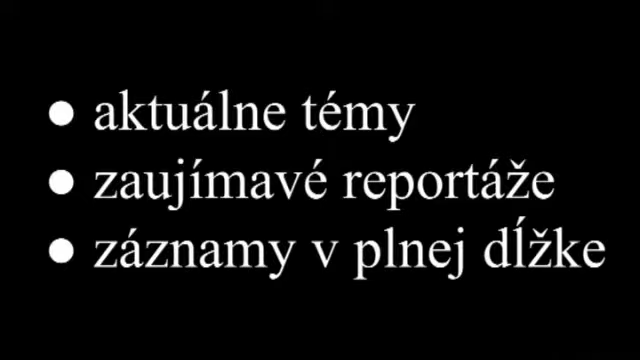 ● aktuálne témy
● zaujímavé reportáže
● záznamy v plnej dĺžke